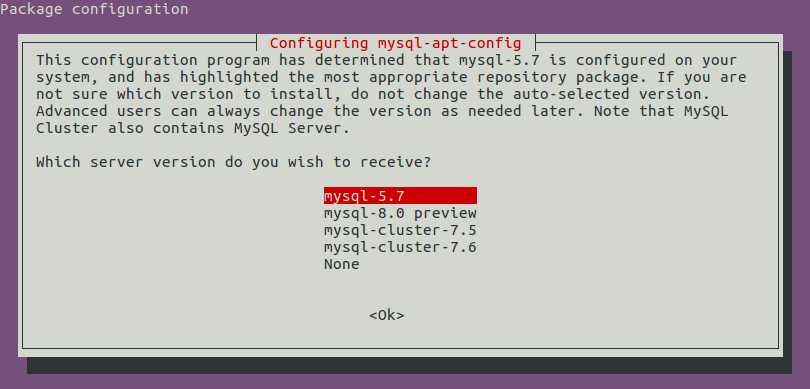 Package configuration
Configuring mysql-apt-config
This configuration program has determined that mysql-5.7 is configured on your
system, and has highlighted the most appropriate repository package. If you are
not sure which version to install, do not change the auto-selected version.
Advanced users can always change the version as needed later. Note that MySQL
Cluster also contains MySQL Server.
Which server version do you wish to receive?
mysql-5.7
mysql-8.0 preview
mysql-cluster-7.5
mysql-cluster-7.6
None
<Ok>